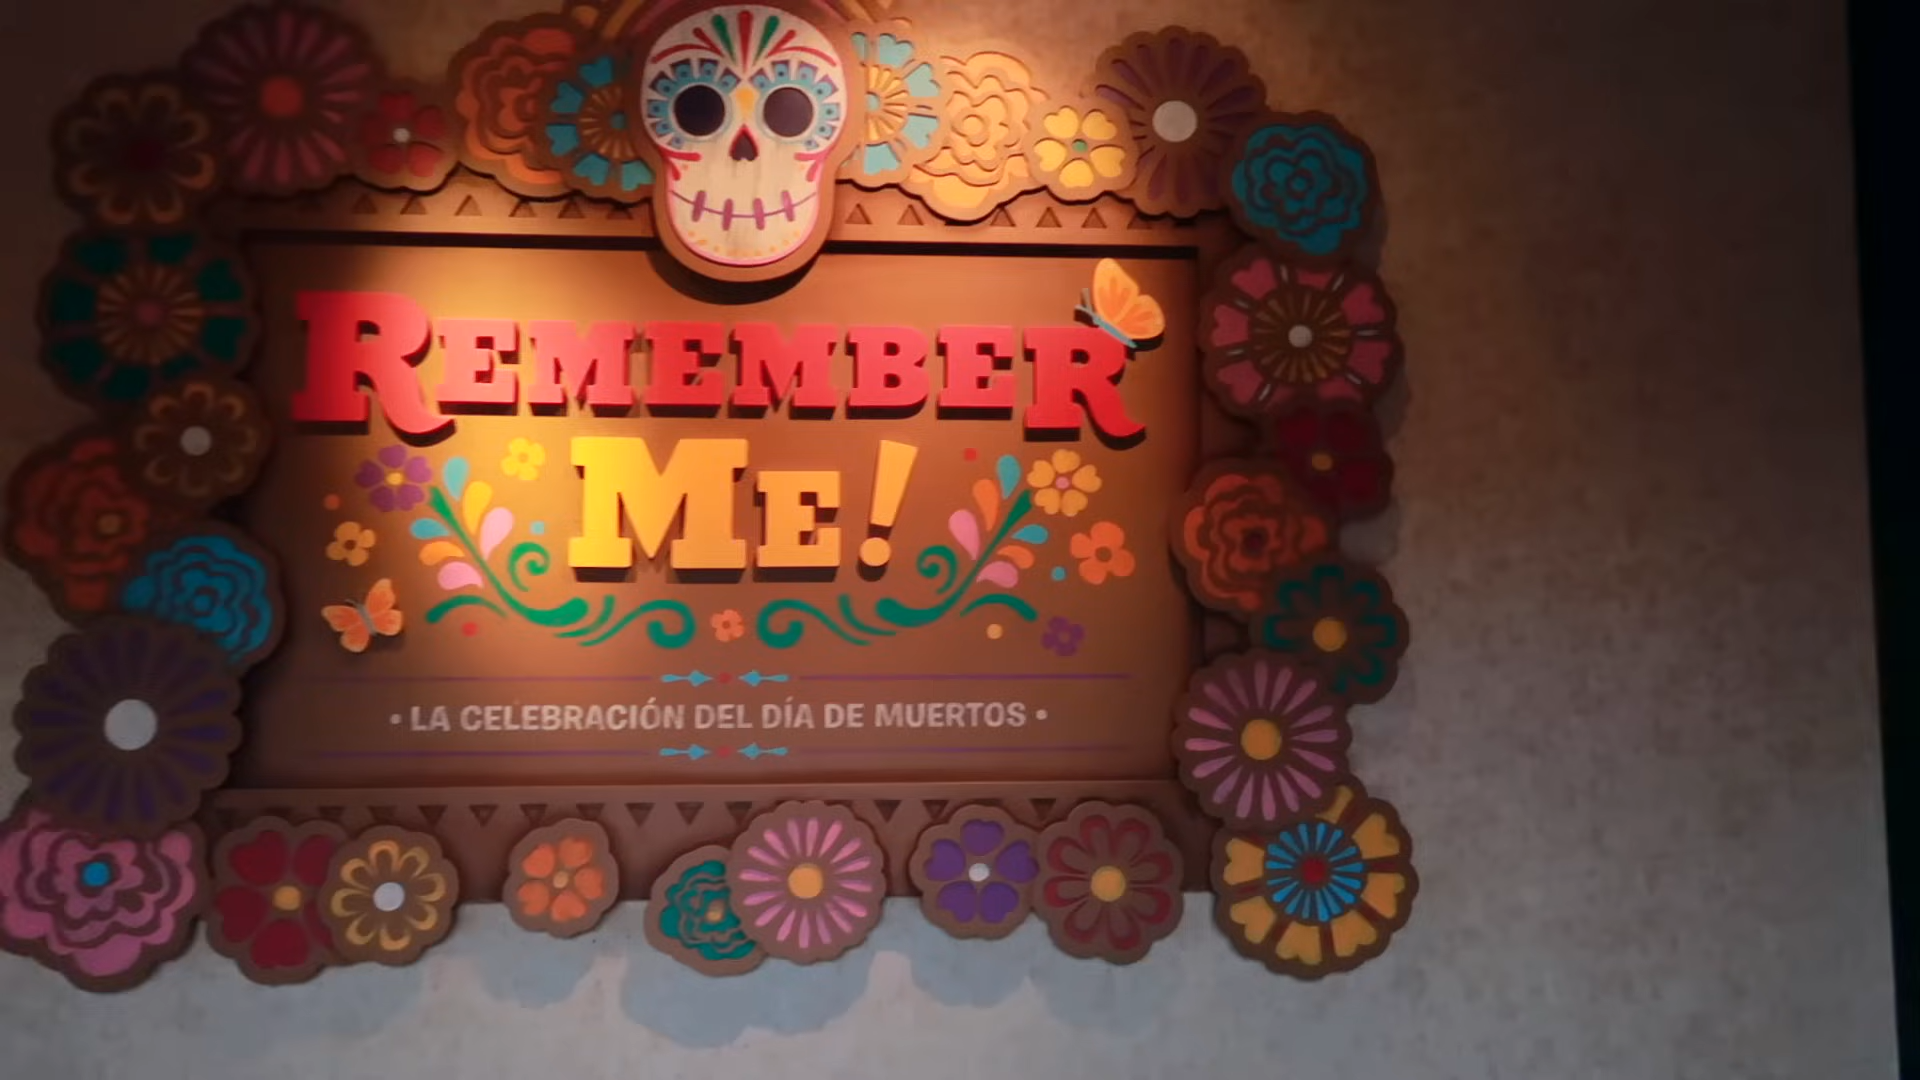 REMEMBER
ME!
• LA CELEBRACIÓN DEL DÍA DE MUERTOS •